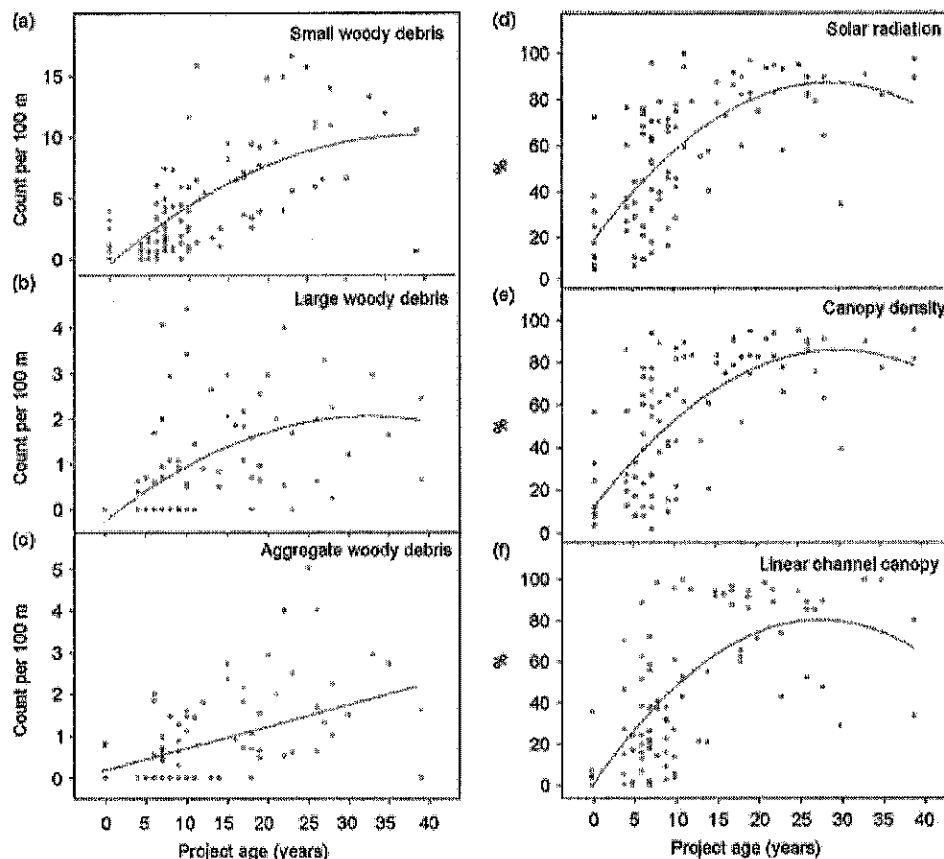 (a)
Small woody debris
Count per 100 m
15
10
5
0
(b)
Large woody debris
Count per 100 m
4
3
2
1
0
(c)
Aggregate woody debris
Count per 100 m
5
4
3
2
1
0
0 5 10 15 20 25 30 35 40
Project age (years)
(d)
Solar radiation
%
100
80
60
40
20
0
(e)
Canopy density
%
100
80
60
40
20
0
(f)
Linear channel canopy
%
100
80
60
40
20
0
0 5 10 15 20 25 30 35 40
Project age (years)